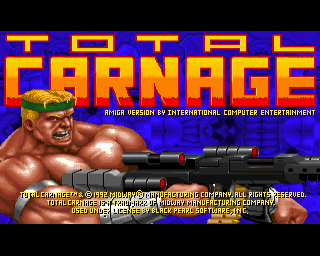 TOTAL
CARNAGE
AMIGA VERSION BY INTERNATIONAL COMPUTER ENTERTAINMENT
TOTAL CARNAGE™ & © 1992 MIDWAY® MANUFACTURING COMPANY. ALL RIGHTS RESERVED.
TOTAL CARNAGE IS A TRADEMARK OF MIDWAY MANUFACTURING COMPANY.
USED UNDER LICENSE BY BLACK PEARL SOFTWARE, INC.